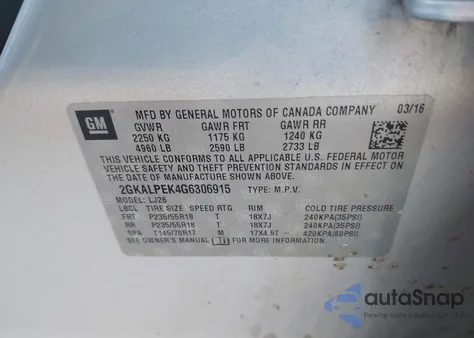 GM
MFD BY GENERAL MOTORS OF CANADA COMPANY 03/16
GVWR GAWR FRT GAWR RR
2250 KG 1175 KG 1240 KG
4960 LB 2590 LB 2733 LB
THIS VEHICLE CONFORMS TO ALL APPLICABLE U.S. FEDERAL MOTOR
VEHICLE SAFETY, BUMPER, AND
THEFT PREVENTION STANDARDS IN EFFECT ON THE DATE OF
MANUFACTURE SHOWN ABOVE.
2GKALPEK4G6306915 TYPE: M.P.V.
MODEL: LJ26
LBCL TIRE SIZE SPEED RTG RIM COLD TIRE PRESSURE
FRT P235/55R18 T 18X7J 240KPA(35PSI)
RR P235/55R18 T 18X7J 240KPA(35PSI)
SPA T145/70R17 M 17X4.5T 420KPA(60PSI)
SEE OWNER'S MANUAL FOR ADDITIONAL INFORMATION
autoSnap